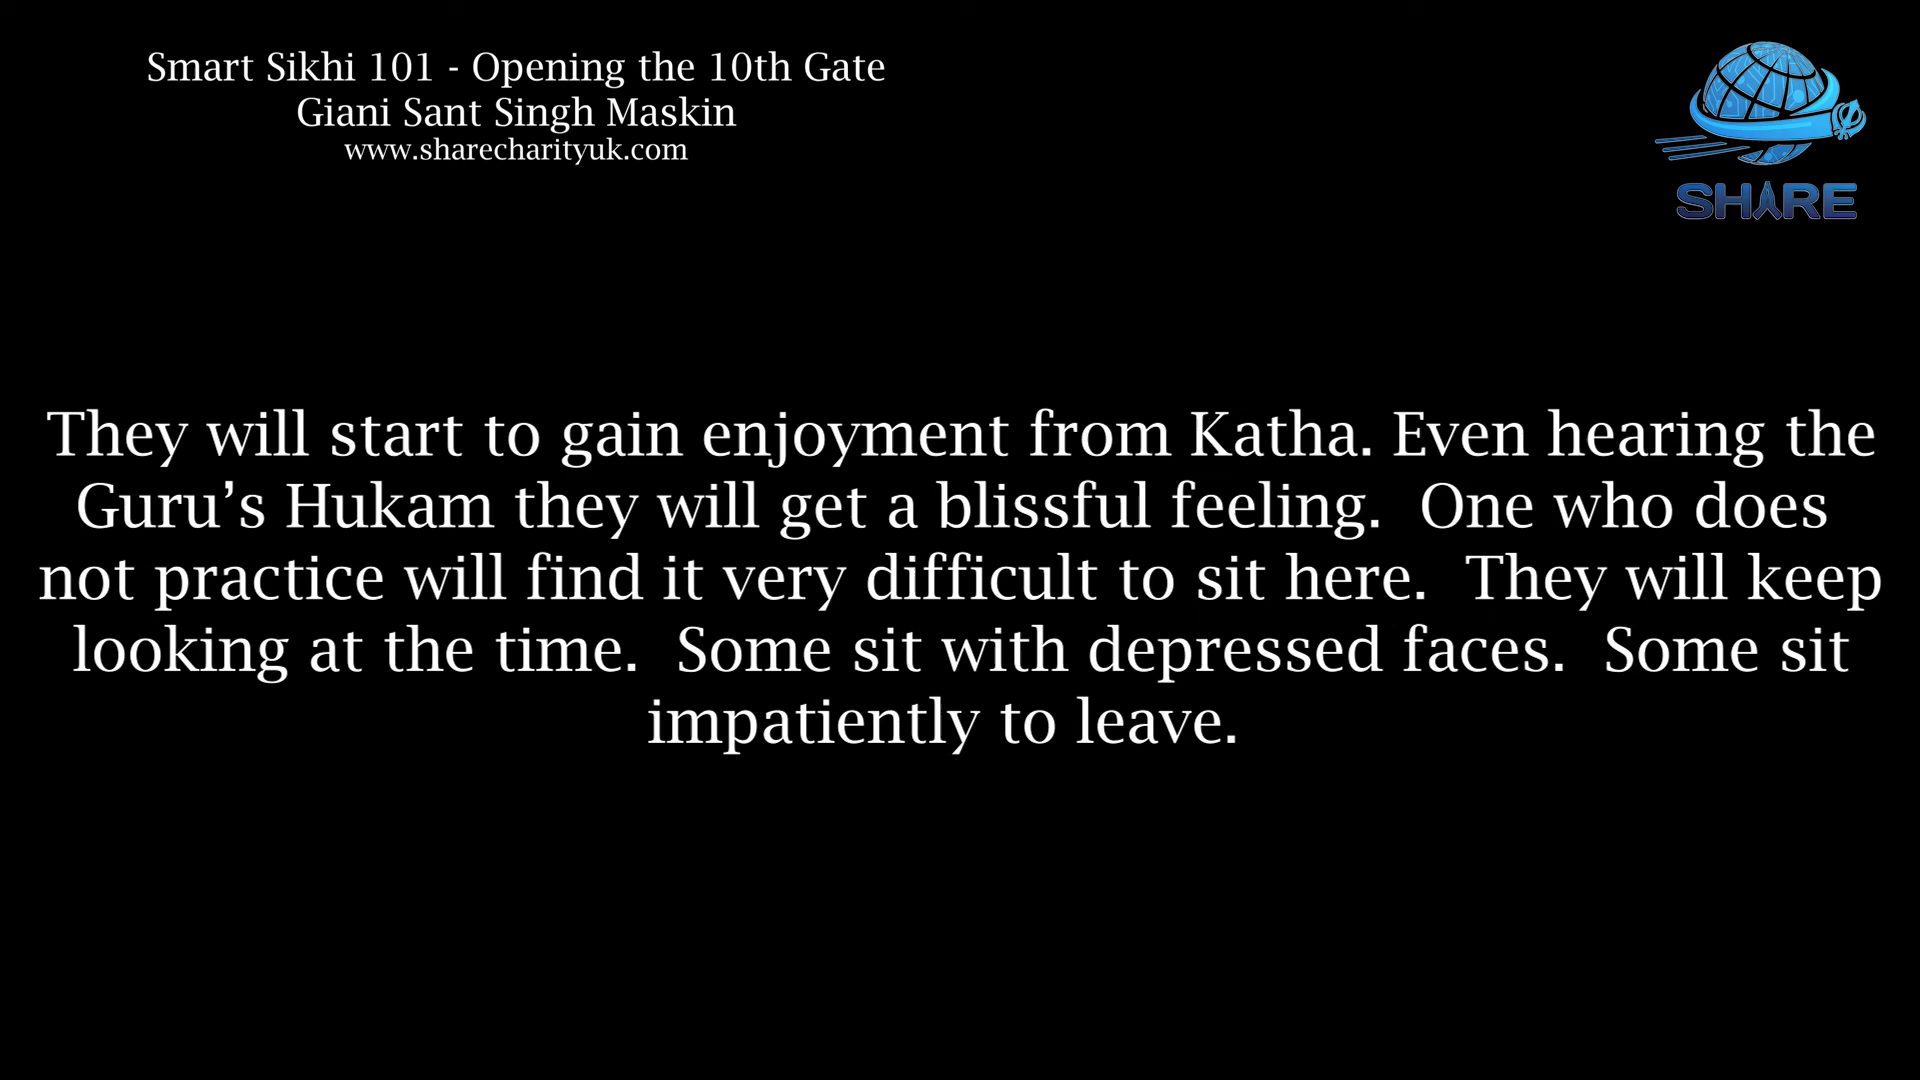 Smart Sikhi 101 - Opening the 10th Gate
Giani Sant Singh Maskin
www.sharecharityuk.com
SHARE
They will start to gain enjoyment from Katha. Even hearing the
Guru’s Hukam they will get a blissful feeling.  One who does
not practice will find it very difficult to sit here.  They will keep
looking at the time.  Some sit with depressed faces.  Some sit
impatiently to leave.